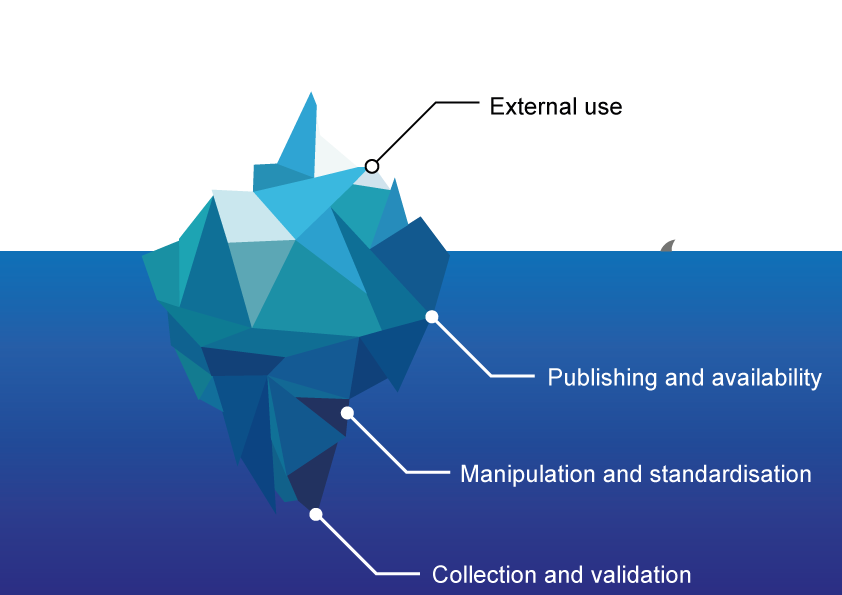 External use
Publishing and availability
Manipulation and standardisation
Collection and validation